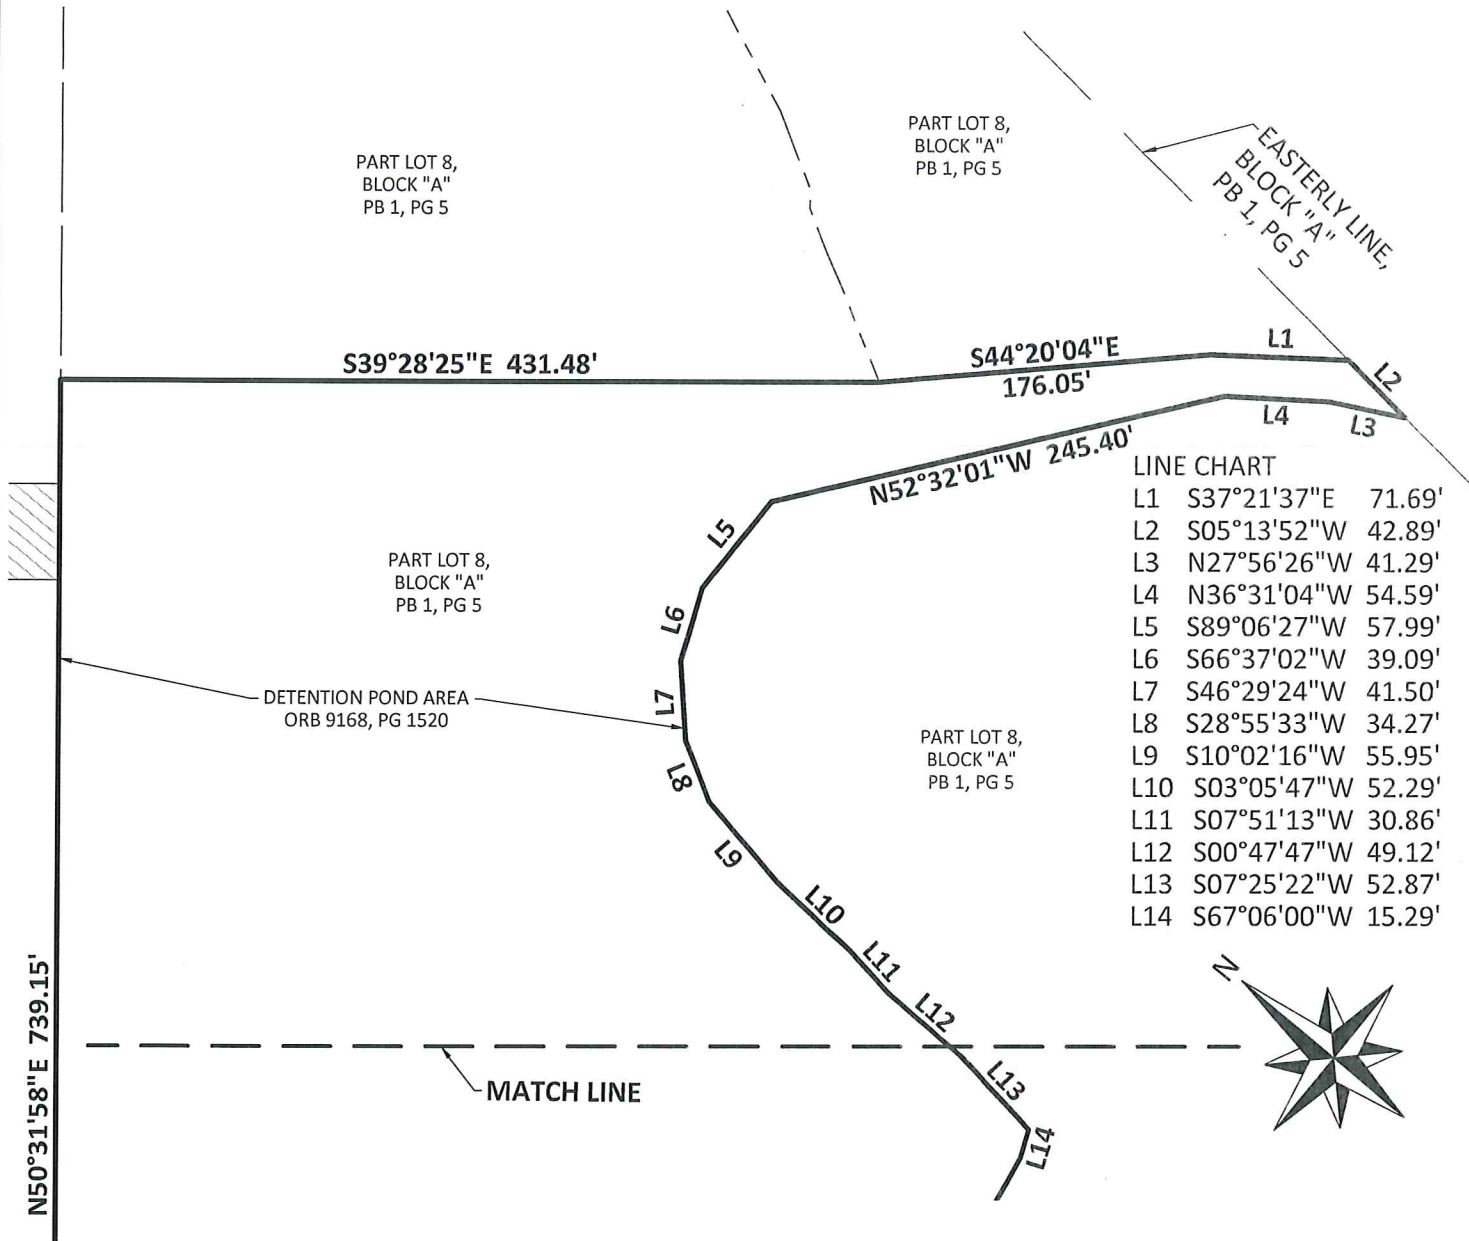 PART LOT 8,
BLOCK "A"
PB 1, PG 5
PART LOT 8,
BLOCK "A"
PB 1, PG 5
EASTERLY LINE,
BLOCK "A"
PB 1, PG 5
S39°28'25"E 431.48'
S44°20'04"E
176.05'
L1
L2
L4
L3
N52°32'01"W 245.40'
L5
PART LOT 8,
BLOCK "A"
PB 1, PG 5
L6
DETENTION POND AREA
ORB 9168, PG 1520
L7
L8
PART LOT 8,
BLOCK "A"
PB 1, PG 5
L9
L10
L11
L12
L13
L14
LINE CHART
L1 S37°21'37"E 71.69'
L2 S05°13'52"W 42.89'
L3 N27°56'26"W 41.29'
L4 N36°31'04"W 54.59'
L5 S89°06'27"W 57.99'
L6 S66°37'02"W 39.09'
L7 S46°29'24"W 41.50'
L8 S28°55'33"W 34.27'
L9 S10°02'16"W 55.95'
L10 S03°05'47"W 52.29'
L11 S07°51'13"W 30.86'
L12 S00°47'47"W 49.12'
L13 S07°25'22"W 52.87'
L14 S67°06'00"W 15.29'
N
N50°31'58"E 739.15'
MATCH LINE